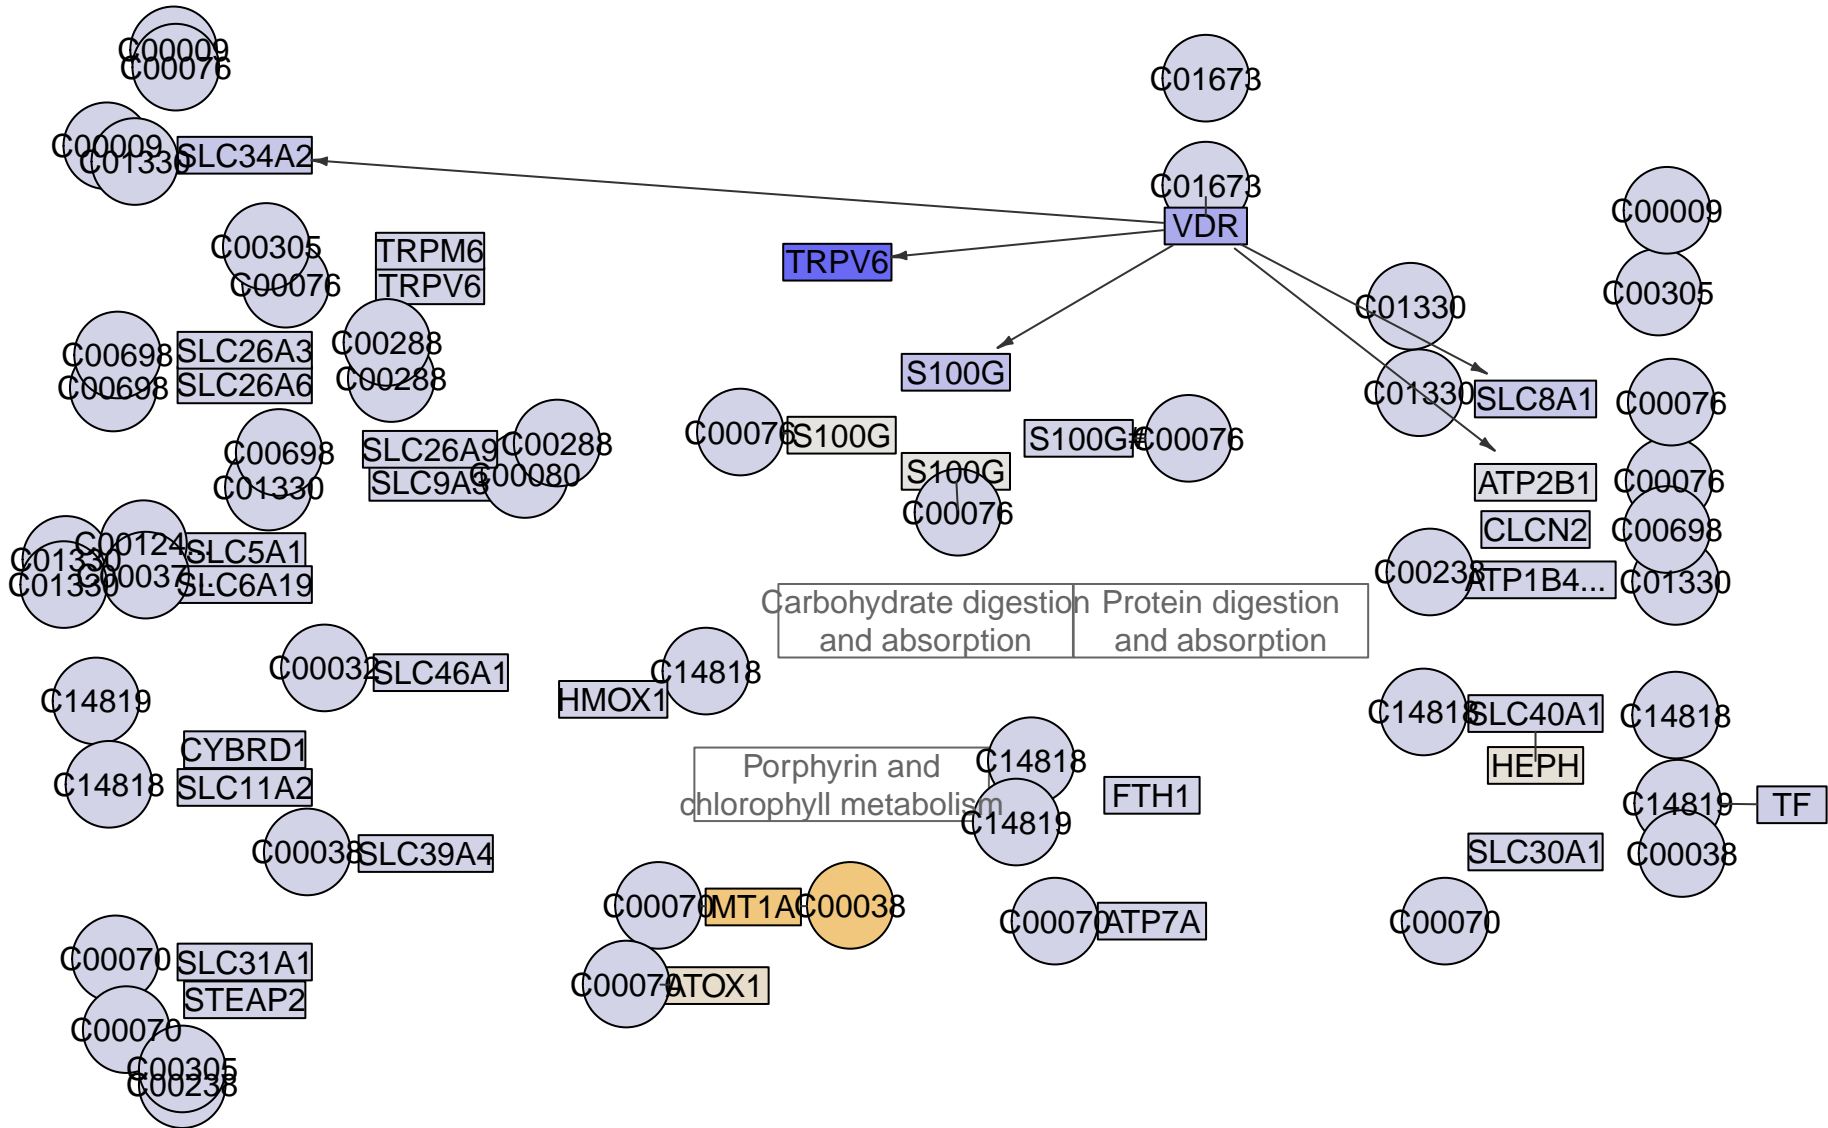 C00009
C00076
C01673
C00009
C01330
SLC34A2
C01673
VDR
C00009
C00305
C00076
TRPM6
TRPV6
TRPV6
C01330
C00305
C00698
C00698
SLC26A3
SLC26A6
C00288
C00288
S100G
C01330
SLC8A1
C00076
C00698
C01330
SLC26A9
SLC9A3
C00288
C00080
C00076
S100G
S100G
C00076
S100G#
C00076
ATP2B1
C00076
CLCN2
C00698
C01330
C01330
C00124...
C00037...
SLC5A1
SLC6A19
C00238
ATP1B4...
C01330
Carbohydrate digestion
and absorption
Protein digestion
and absorption
C00032
SLC46A1
HMOX1
C14818
C14819
C14818
CYBRD1
SLC11A2
C14818
SLC40A1
HEPH
C14818
Porphyrin and
chlorophyll metabolism
C14818
C14819
FTH1
C14819
TF
C00038
SLC39A4
SLC30A1
C00038
C00070
MT1A
C00038
C00070
ATP7A
C00070
C00070
SLC31A1
STEAP2
C00070
ATOX1
C00070
C00305
C00238